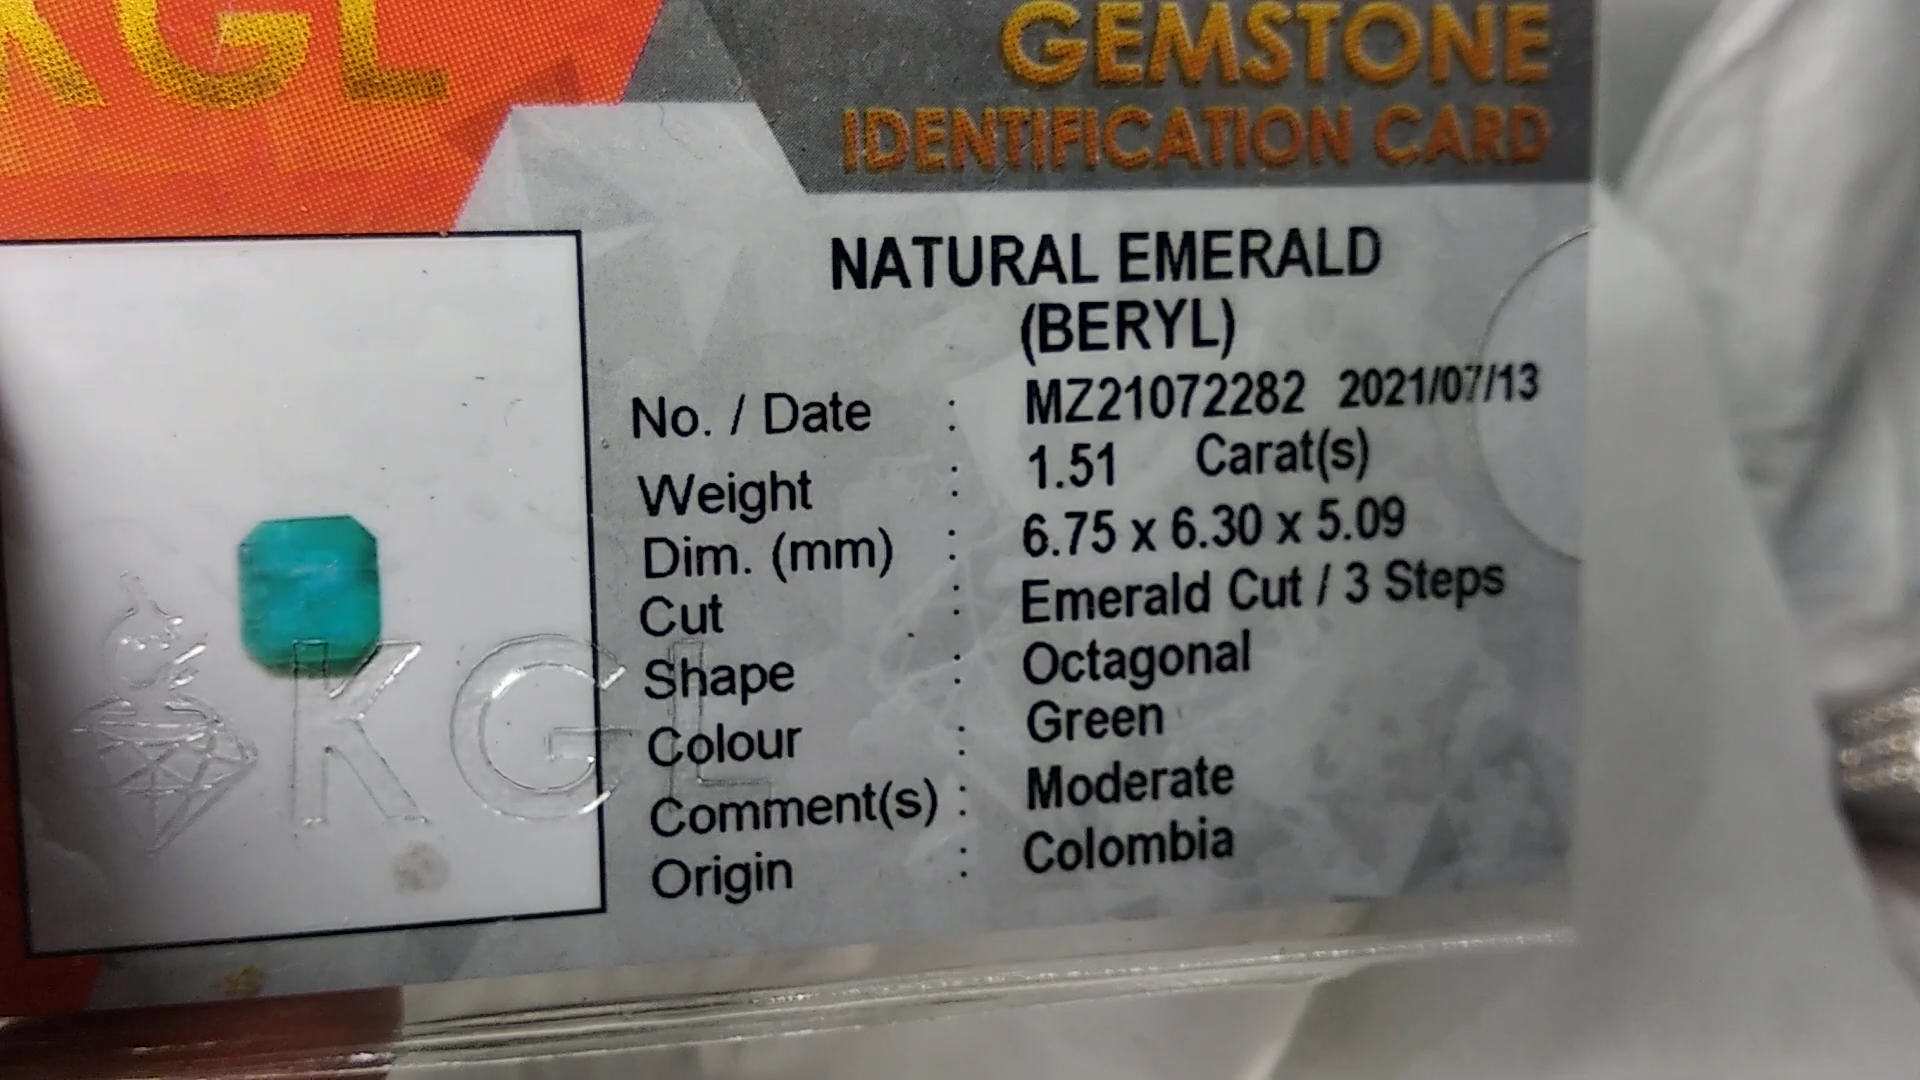 KGL
GEMSTONE
IDENTIFICATION CARD
NATURAL EMERALD
(BERYL)
No. / Date : MZ21072282 2021/07/13
Weight : 1.51 Carat(s)
Dim. (mm) : 6.75 x 6.30 x 5.09
Cut : Emerald Cut / 3 Steps
Shape : Octagonal
Colour : Green
Comment(s) : Moderate
Origin : Colombia
KGL